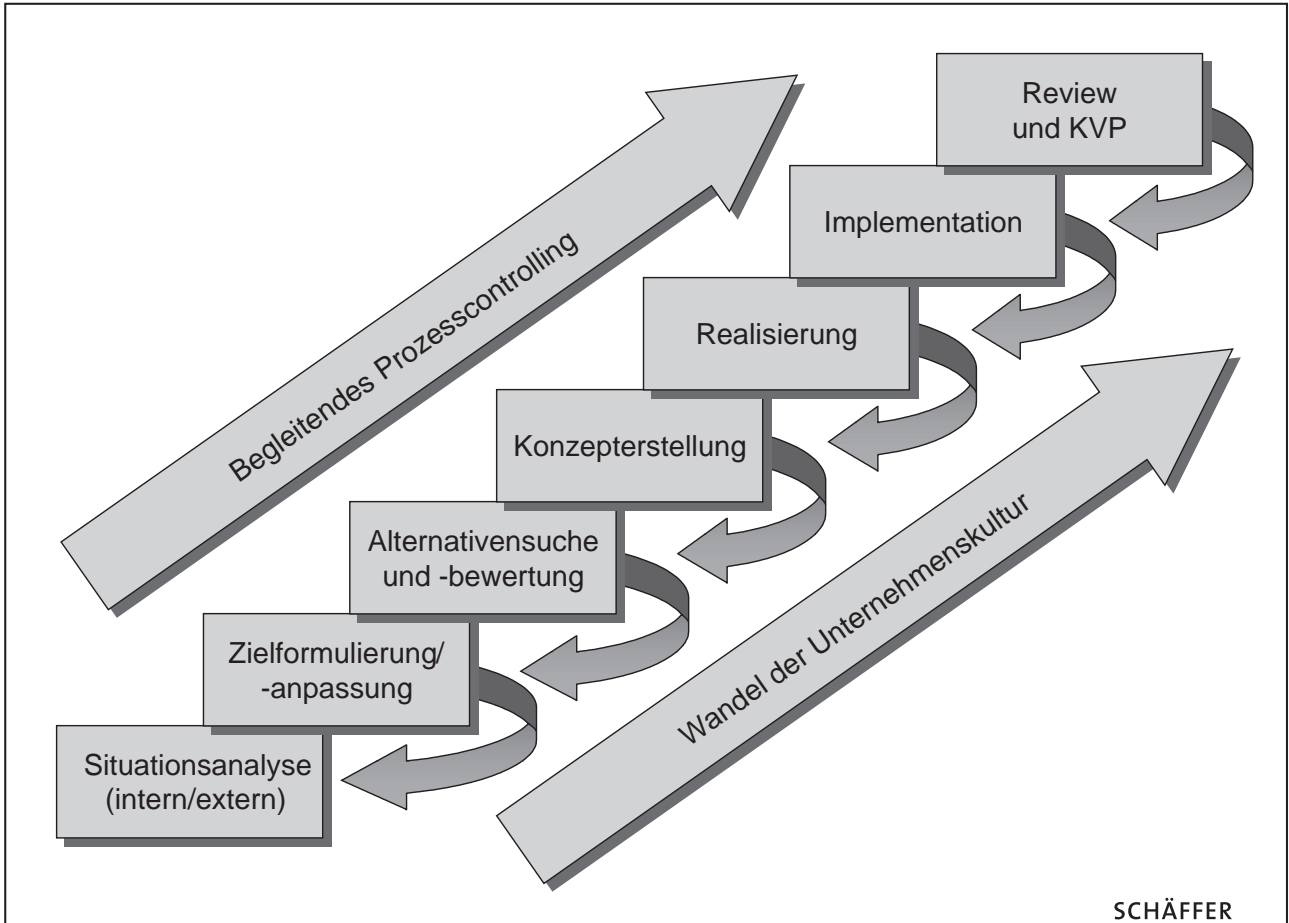 Review
und KVP
Implementation
Realisierung
Konzepterstellung
Alternativensuche
und -bewertung
Zielformulierung/
-anpassung
Situationsanalyse
(intern/extern)
Begleitendes Prozesscontrolling
Wandel der Unternehmenskultur
SCHÄFFER